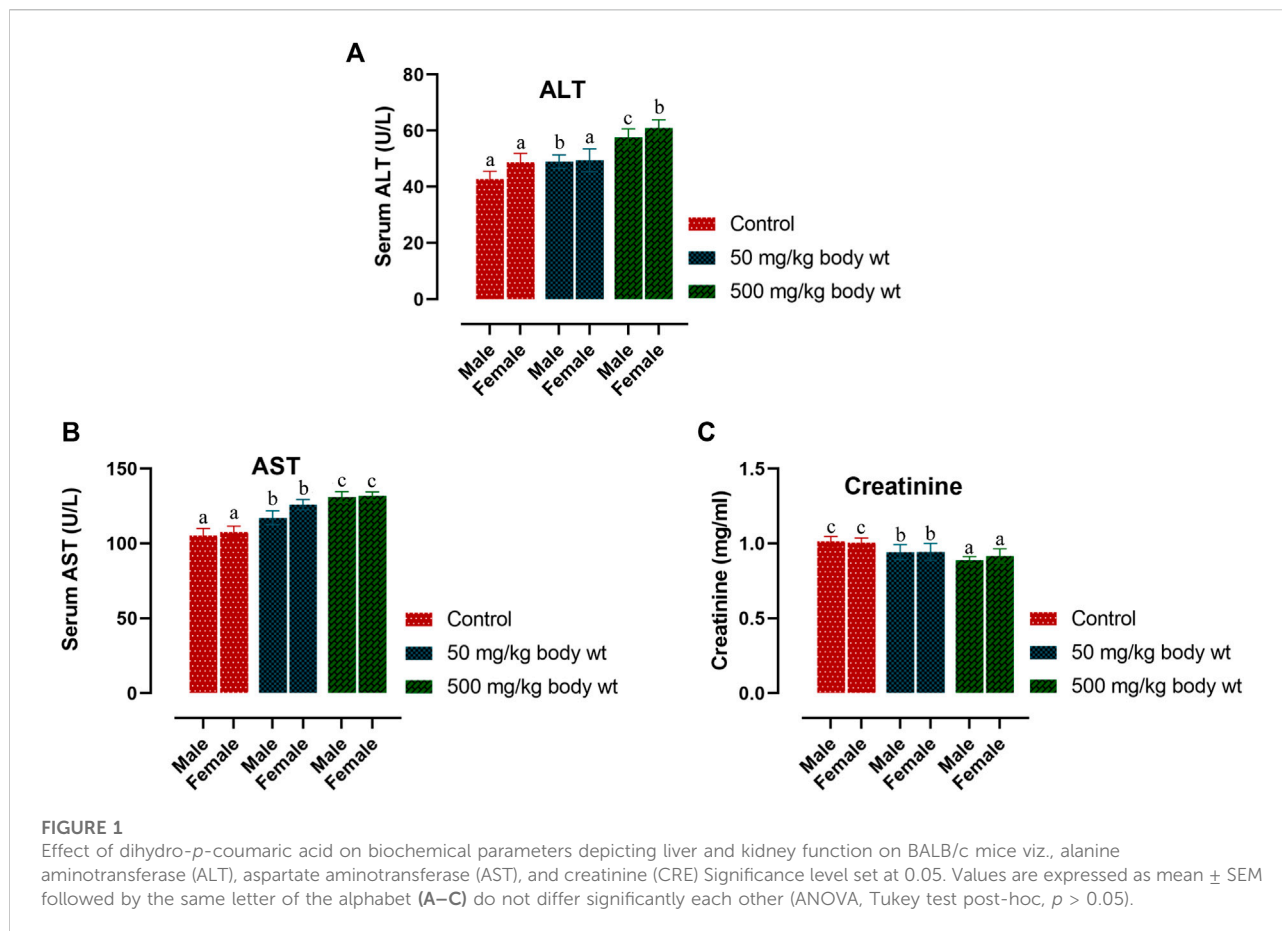 A
ALT
Serum ALT (U/L)
80
60
40
20
0
a
a
b
a
c
b
Male
Female
Male
Female
Male
Female
Control
50 mg/kg body wt
500 mg/kg body wt
B
AST
Serum AST (U/L)
150
100
50
0
a
a
b
b
c
c
Male
Female
Male
Female
Male
Female
Control
50 mg/kg body wt
500 mg/kg body wt
C
Creatinine
Creatinine (mg/ml)
1.5
1.0
0.5
0.0
c
c
b
b
a
a
Male
Female
Male
Female
Male
Female
Control
50 mg/kg body wt
500 mg/kg body wt
FIGURE 1
Effect of dihydro-p-coumaric acid on biochemical parameters depicting liver and kidney function on BALB/c mice viz., alanine
aminotransferase (ALT), aspartate aminotransferase (AST), and creatinine (CRE) Significance level set at 0.05. Values are expressed as mean ± SEM
followed by the same letter of the alphabet (A–C) do not differ significantly each other (ANOVA, Tukey test post-hoc, p > 0.05).